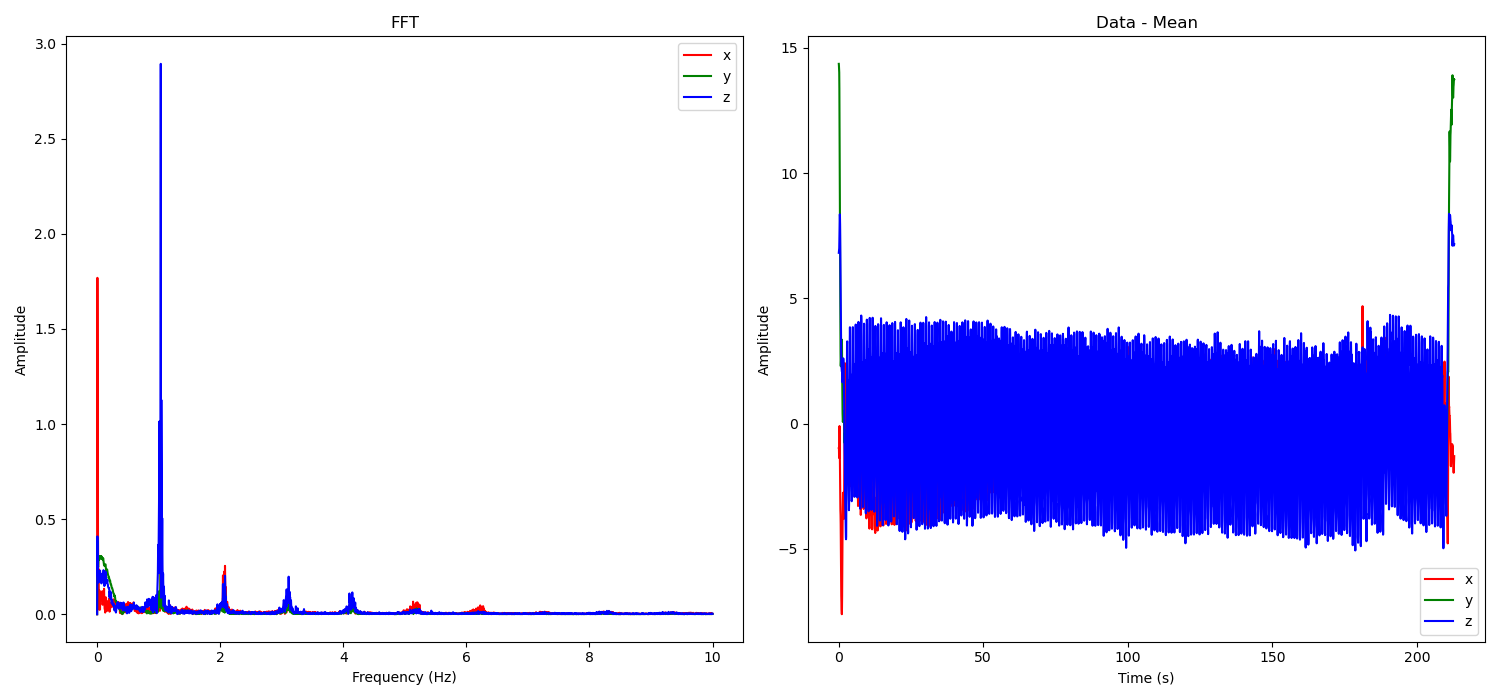 FFT
3.0
2.5
2.0
1.5
1.0
0.5
0.0
Amplitude
0 2 4 6 8 10
Frequency (Hz)
x
y
z
Data - Mean
15
10
5
0
−5
Amplitude
0 50 100 150 200
Time (s)
x
y
z